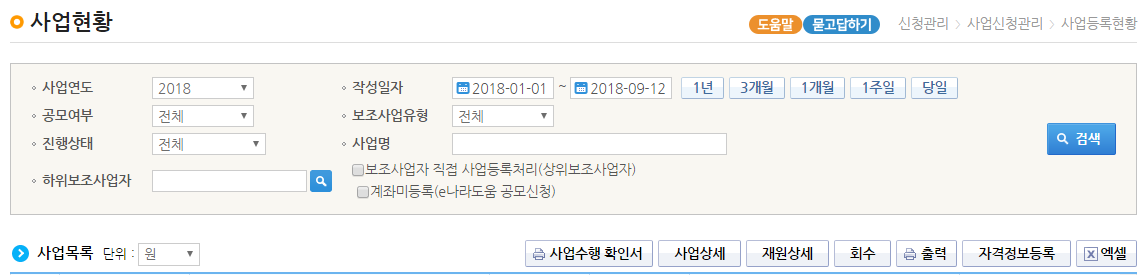 사업현황 도움말 묻고답하기 신청관리 > 사업신청관리 > 사업등록현황
사업연도 2018 작성일자 2018-01-01 ~ 2018-09-12 1년 3개월 1개월 1주일 당일
공모여부 전체 보조사업유형 전체
진행상태 전체 사업명 검색
하위보조사업자 보조사업자 직접 사업등록처리(상위보조사업자)
계좌미등록(e나라도움 공모신청)
사업목록 단위 : 원 사업수행 확인서 사업상세 재원상세 회수 출력 자격정보등록 엑셀